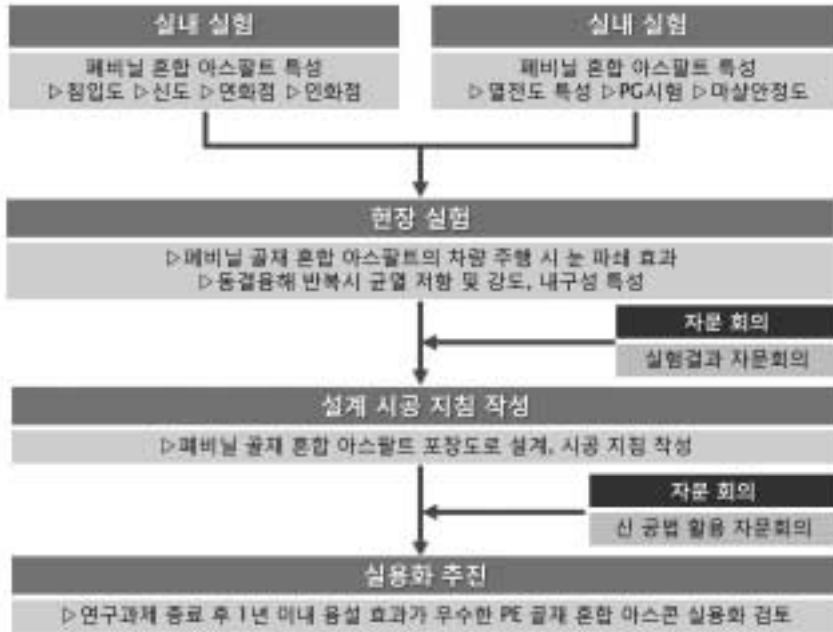 실내 실험
폐비닐 혼합 아스팔트 특성
▷침입도 ▷신도 ▷연화점 ▷인화점
실내 실험
폐비닐 혼합 아스팔트 특성
▷열전도 특성 ▷PG시험 ▷마샬안정도
현장 실험
▷폐비닐 골재 혼합 아스팔트의 차량 주행 시 눈 파쇄 효과
▷동결융해 반복시 균열 저항 및 강도, 내구성 특성
자문 회의
실험결과 자문회의
설계 시공 지침 작성
▷폐비닐 골재 혼합 아스팔트 포장도로 설계, 시공 지침 작성
자문 회의
신 공법 활용 자문회의
실용화 추진
▷연구과제 종료 후 1년 이내 융설 효과가 우수한 PE 골재 혼합 아스콘 실용화 검토